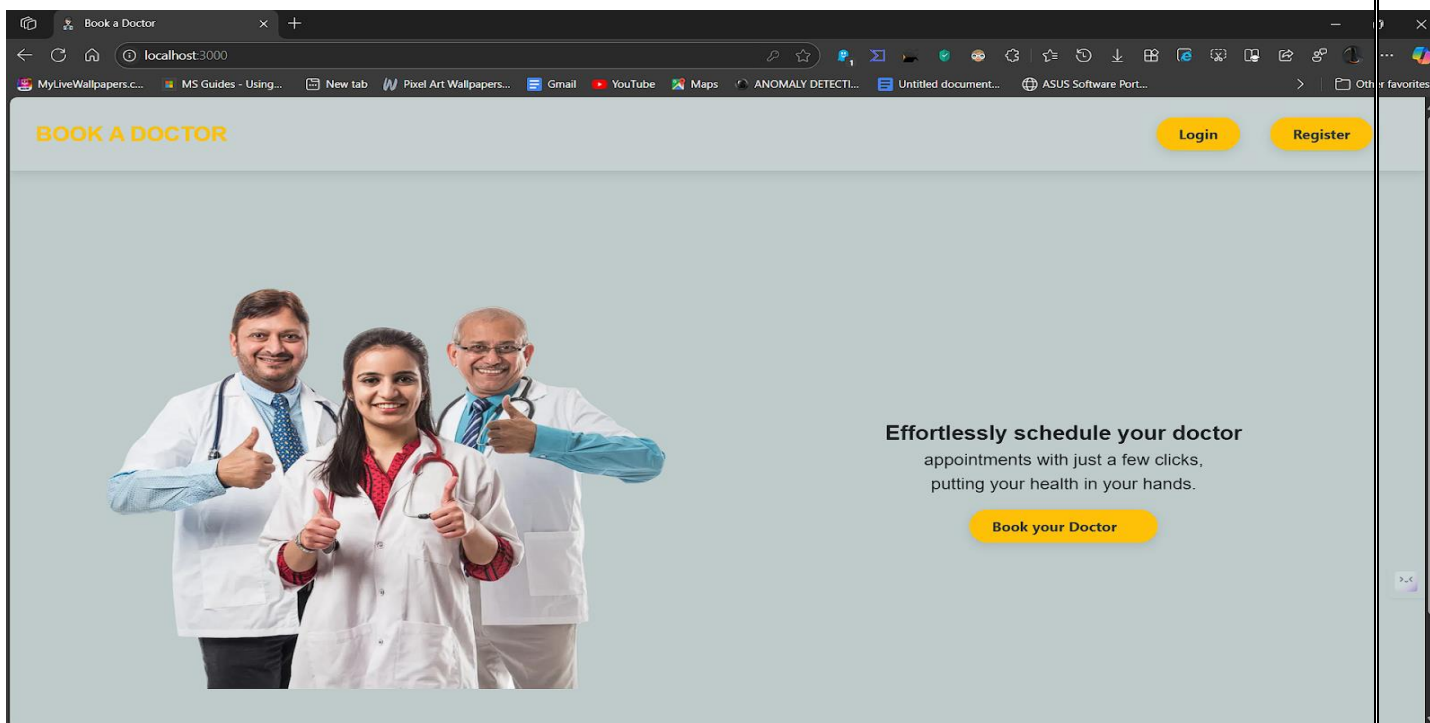 Book a Doctor
localhost:3000
1
MyLiveWallpapers.c... MS Guides - Using... New tab Pixel Art Wallpapers... Gmail YouTube Maps ANOMALY DETECTI... Untitled document... ASUS Software Port... Other favorites
BOOK A DOCTOR
Login Register
Effortlessly schedule your doctor
appointments with just a few clicks,
putting your health in your hands.
Book your Doctor